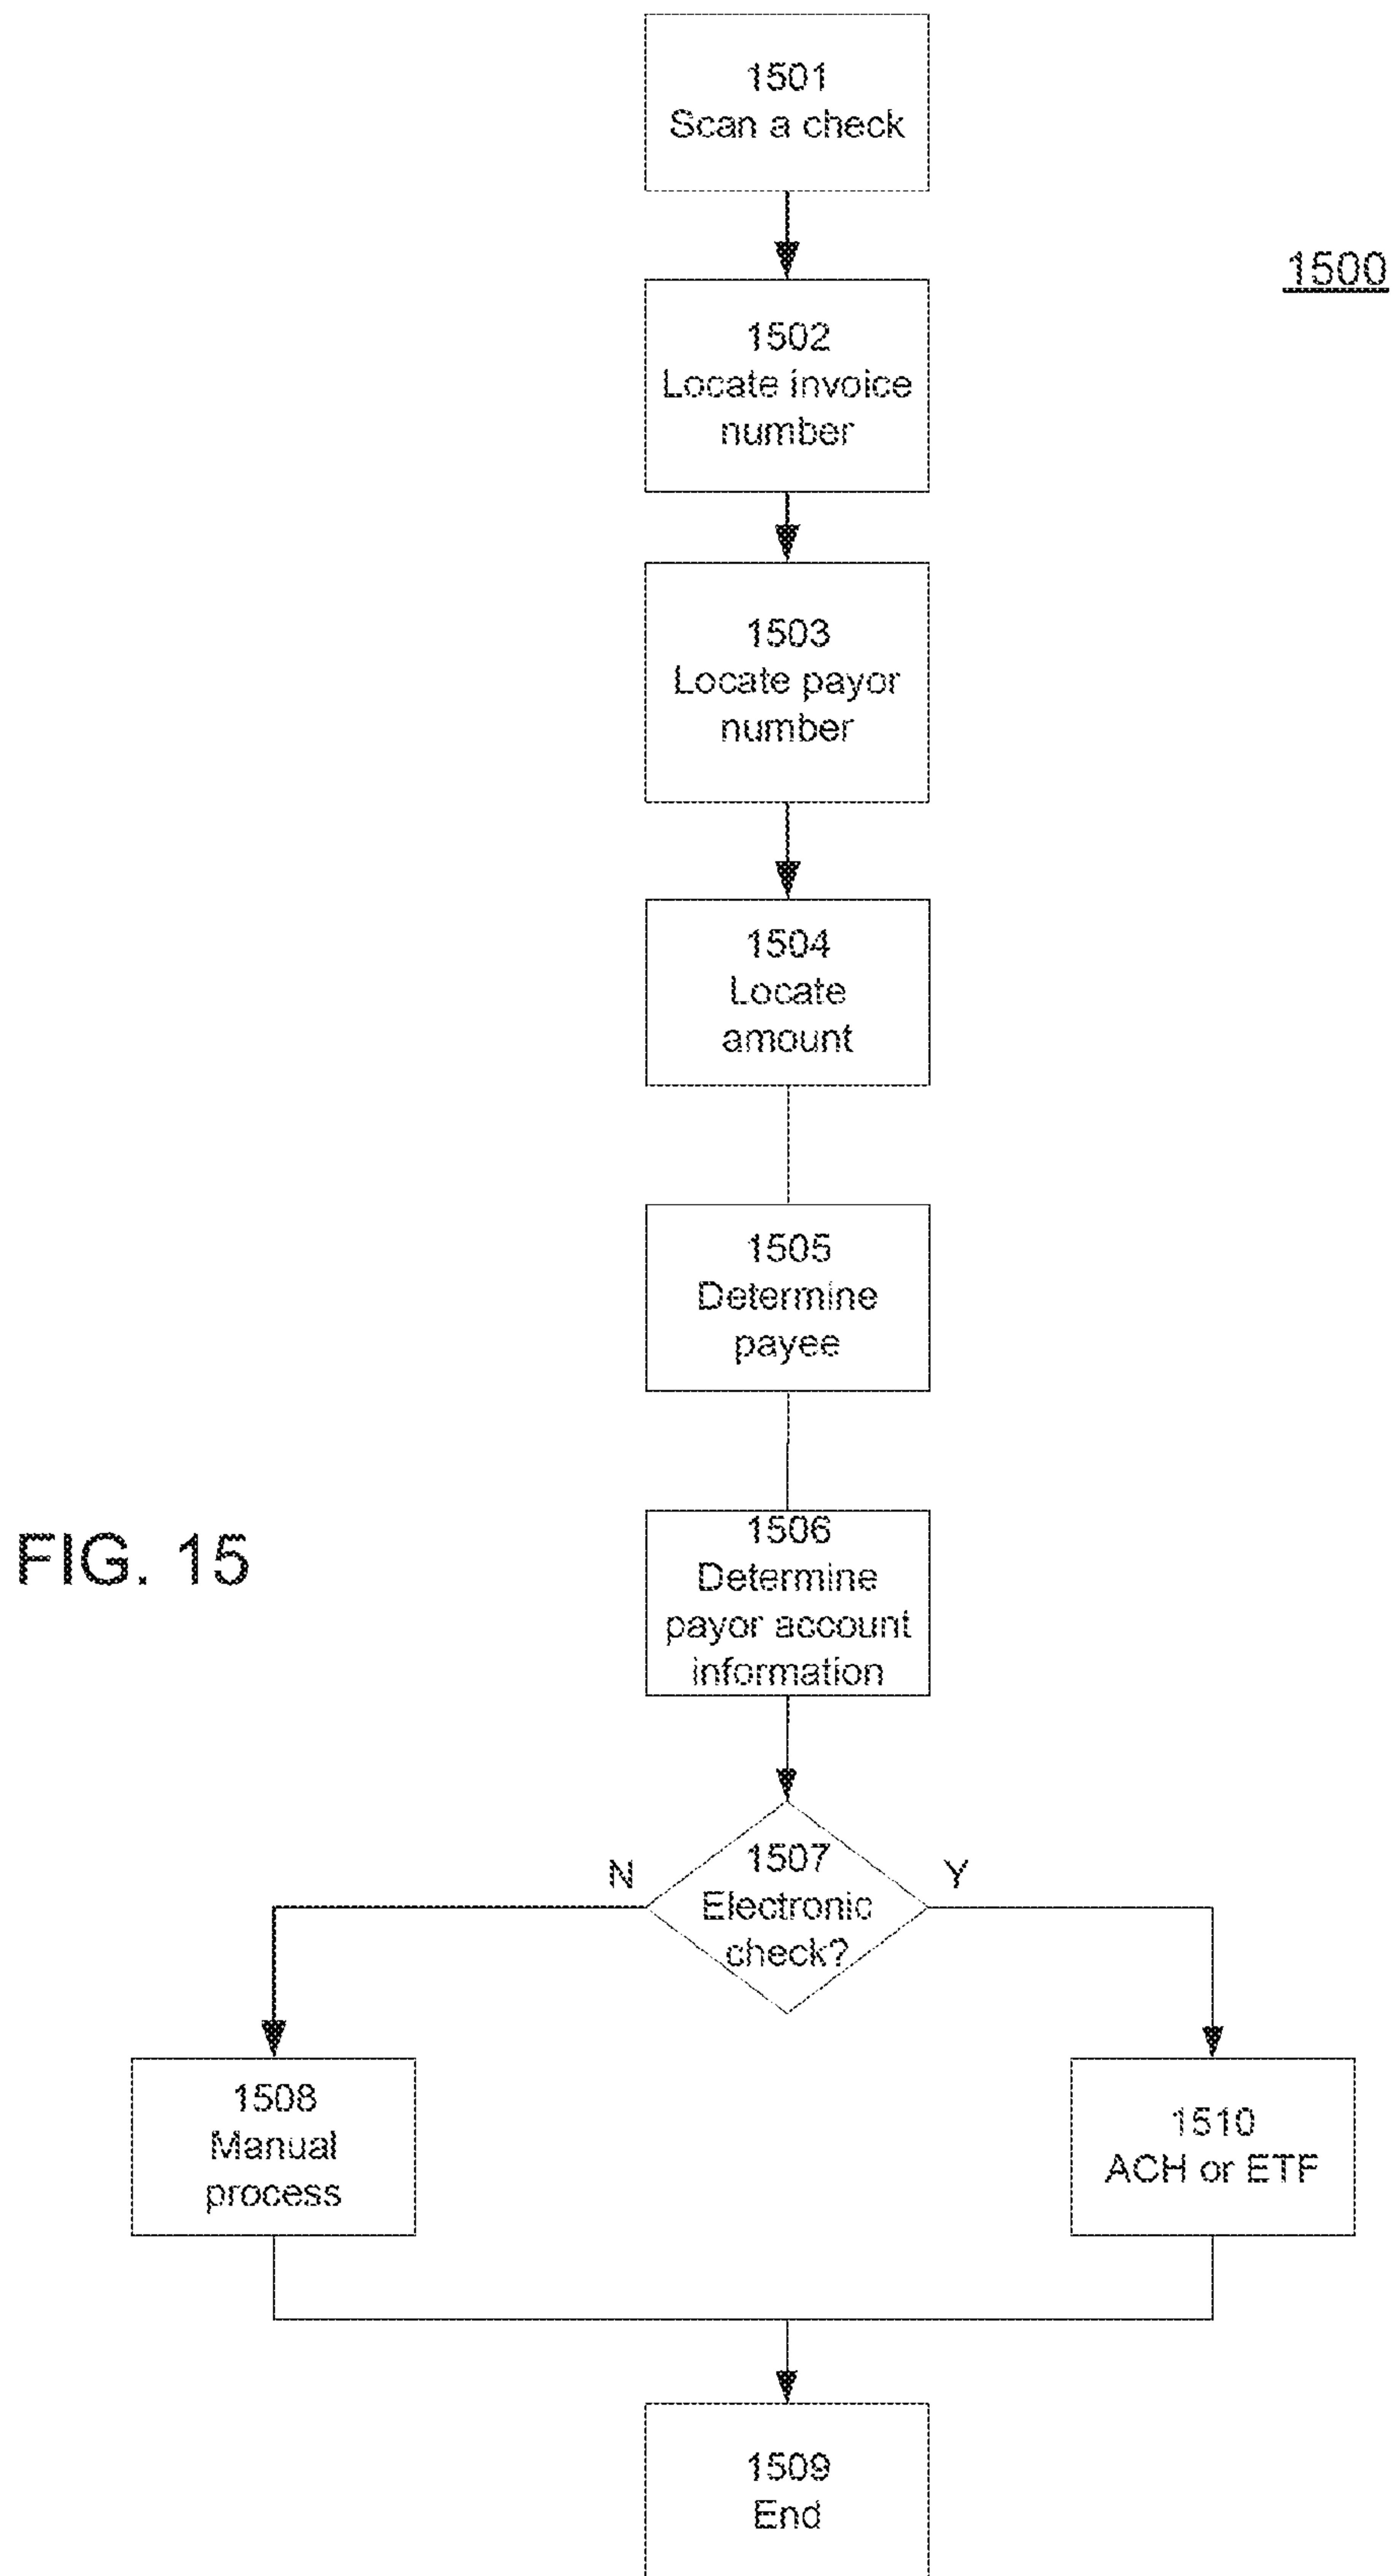 1501
Scan a check
1500
1502
Locate invoice
number
1503
Locate payor
number
1504
Locate
amount
1505
Determine
payee
FIG. 15
1506
Determine
payor account
information
N
1507
Electronic
check?
Y
1508
Manual
process
1510
ACH or ETF
1509
End